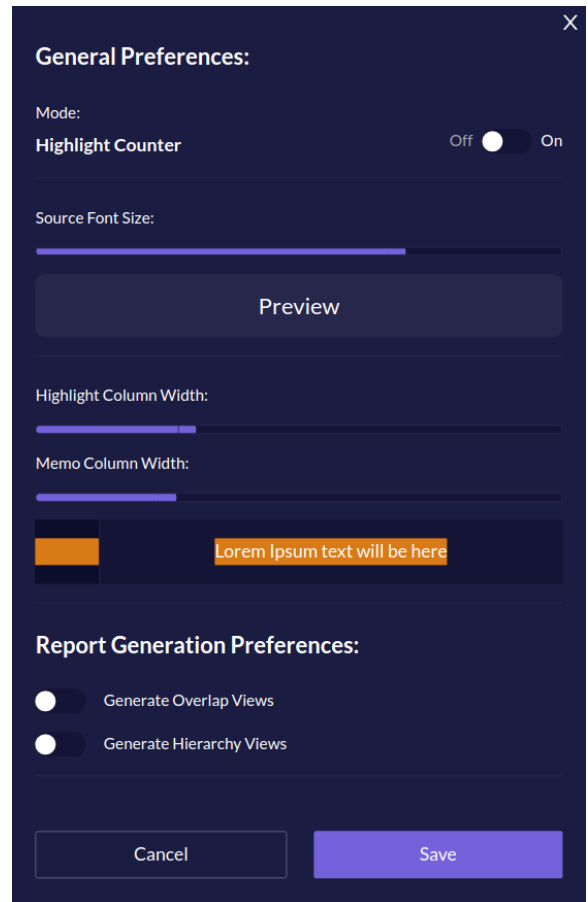 X
General Preferences:
Mode:
Highlight Counter
Off On
Source Font Size:
Preview
Highlight Column Width:
Memo Column Width:
Lorem Ipsum text will be here
Report Generation Preferences:
Generate Overlap Views
Generate Hierarchy Views
Cancel Save